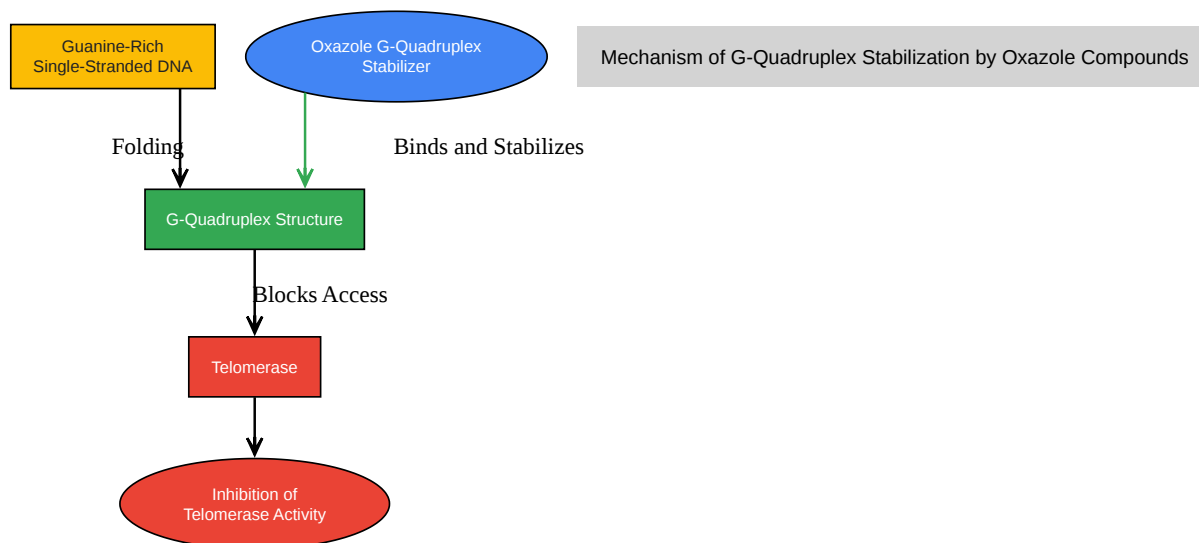 Guanine-Rich
Single-Stranded DNA
Oxazole G-Quadruplex
Stabilizer
Mechanism of G-Quadruplex Stabilization by Oxazole Compounds
Folding
Binds and Stabilizes
G-Quadruplex Structure
Blocks Access
Telomerase
Inhibition of
Telomerase Activity